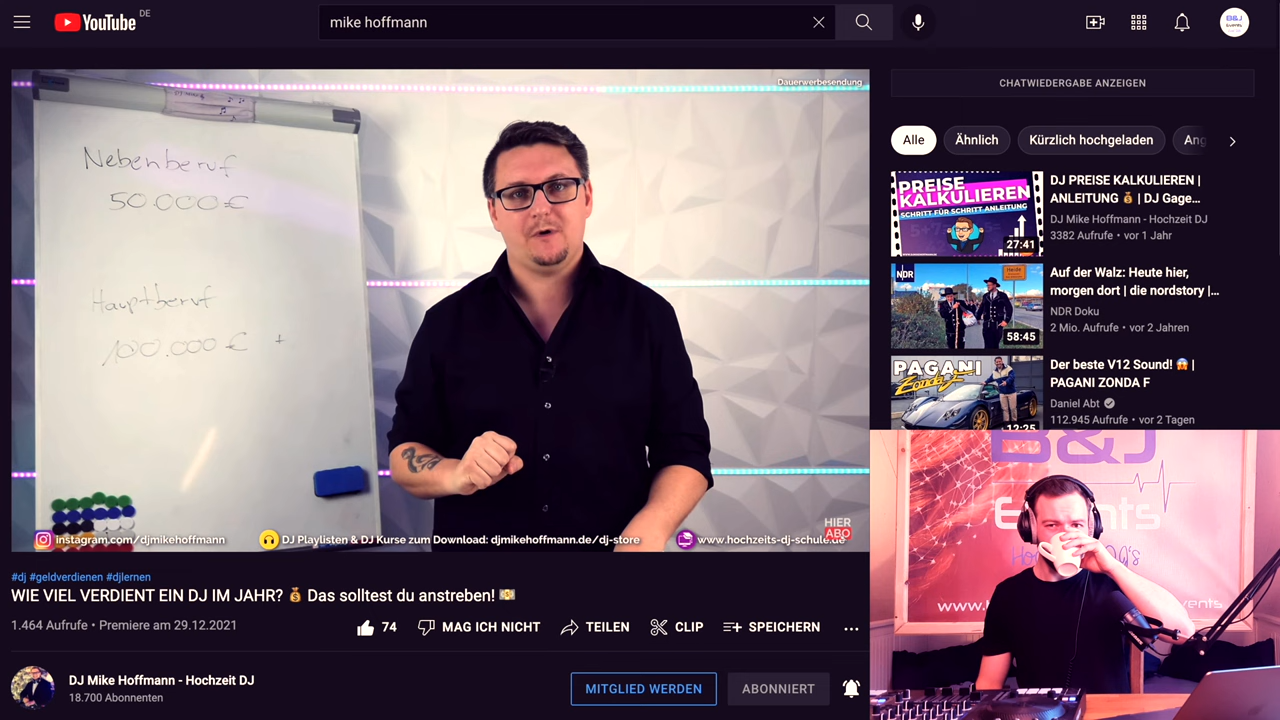 YouTube DE
mike hoffmann
Dauerwerbesendung
Nebenberuf
50.000€
Hauptberuf
100.000€ +
instagram.com/djmikehoffmann
DJ Playlisten & DJ Kurse zum Download: djmikehoffmann.de/dj-store
www.hochzeits-dj-schule.de
HIER
ABO
#dj #geldverdienen #djlernen
WIE VIEL VERDIENT EIN DJ IM JAHR? 💰 Das solltest du anstreben! 💵
1.464 Aufrufe • Premiere am 29.12.2021
74
MAG ICH NICHT
TEILEN
CLIP
SPEICHERN
DJ Mike Hoffmann - Hochzeit DJ
18.700 Abonnenten
MITGLIED WERDEN
ABONNIERT
CHATWIEDERGABE ANZEIGEN
Alle
Ähnlich
Kürzlich hochgeladen
Ang
PREISE
KALKULIEREN
SCHRITT FÜR SCHRITT ANLEITUNG
27:41
DJ PREISE KALKULIEREN |
ANLEITUNG 💰 | DJ Gage...
DJ Mike Hoffmann - Hochzeit DJ
3382 Aufrufe • vor 1 Jahr
NDR
58:45
Auf der Walz: Heute hier,
morgen dort | die nordstory |...
NDR Doku
2 Mio. Aufrufe • vor 2 Jahren
PAGANI
Zonda F
12:25
Der beste V12 Sound! 😱 |
PAGANI ZONDA F
Daniel Abt
112.945 Aufrufe • vor 2 Tagen
B&J
www.